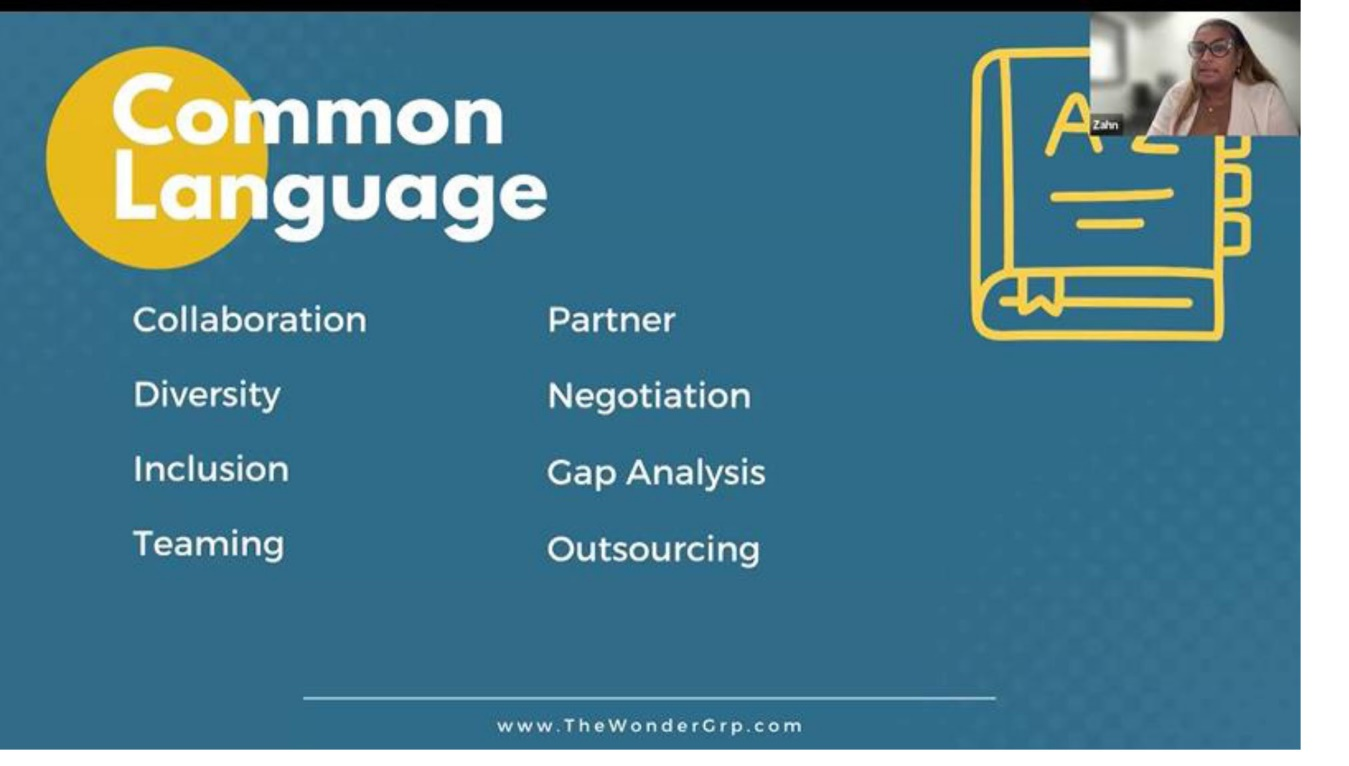 Common
Language
A Z
Zahn
Collaboration
Diversity
Inclusion
Teaming
Partner
Negotiation
Gap Analysis
Outsourcing
www.TheWonderGrp.com